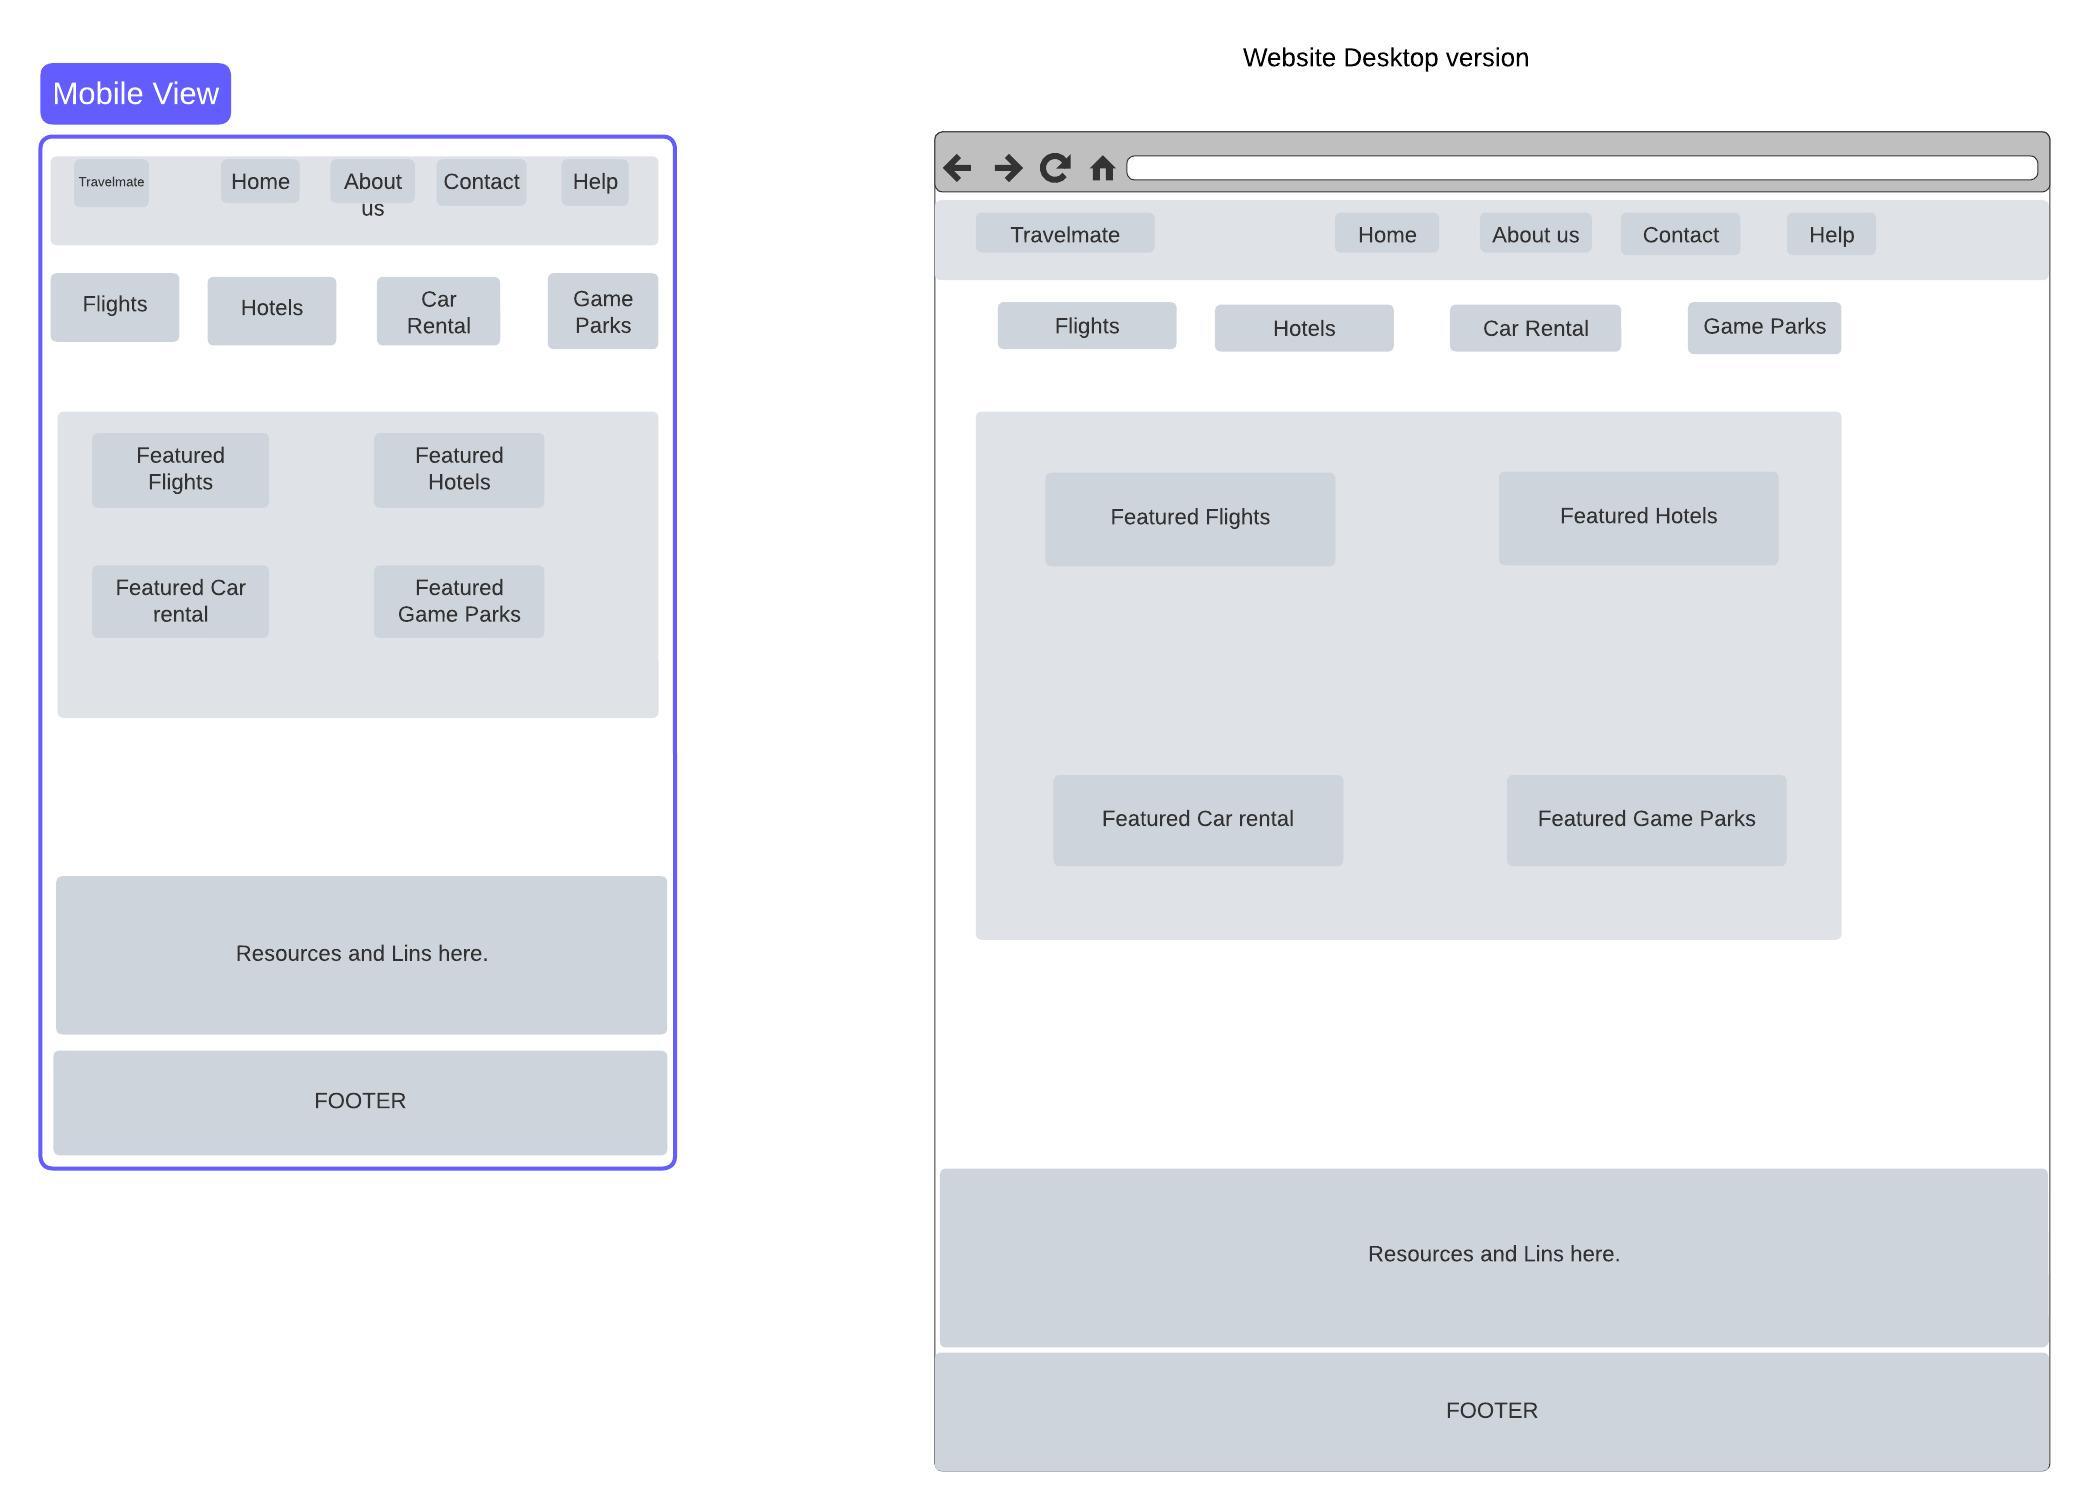 Website Desktop version
Mobile View
Travelmate
Home
About
us
Contact
Help
Flights
Hotels
Car
Rental
Game
Parks
Featured
Flights
Featured
Hotels
Featured Car
rental
Featured
Game Parks
Resources and Lins here.
FOOTER
Travelmate
Home
About us
Contact
Help
Flights
Hotels
Car Rental
Game Parks
Featured Flights
Featured Hotels
Featured Car rental
Featured Game Parks
Resources and Lins here.
FOOTER